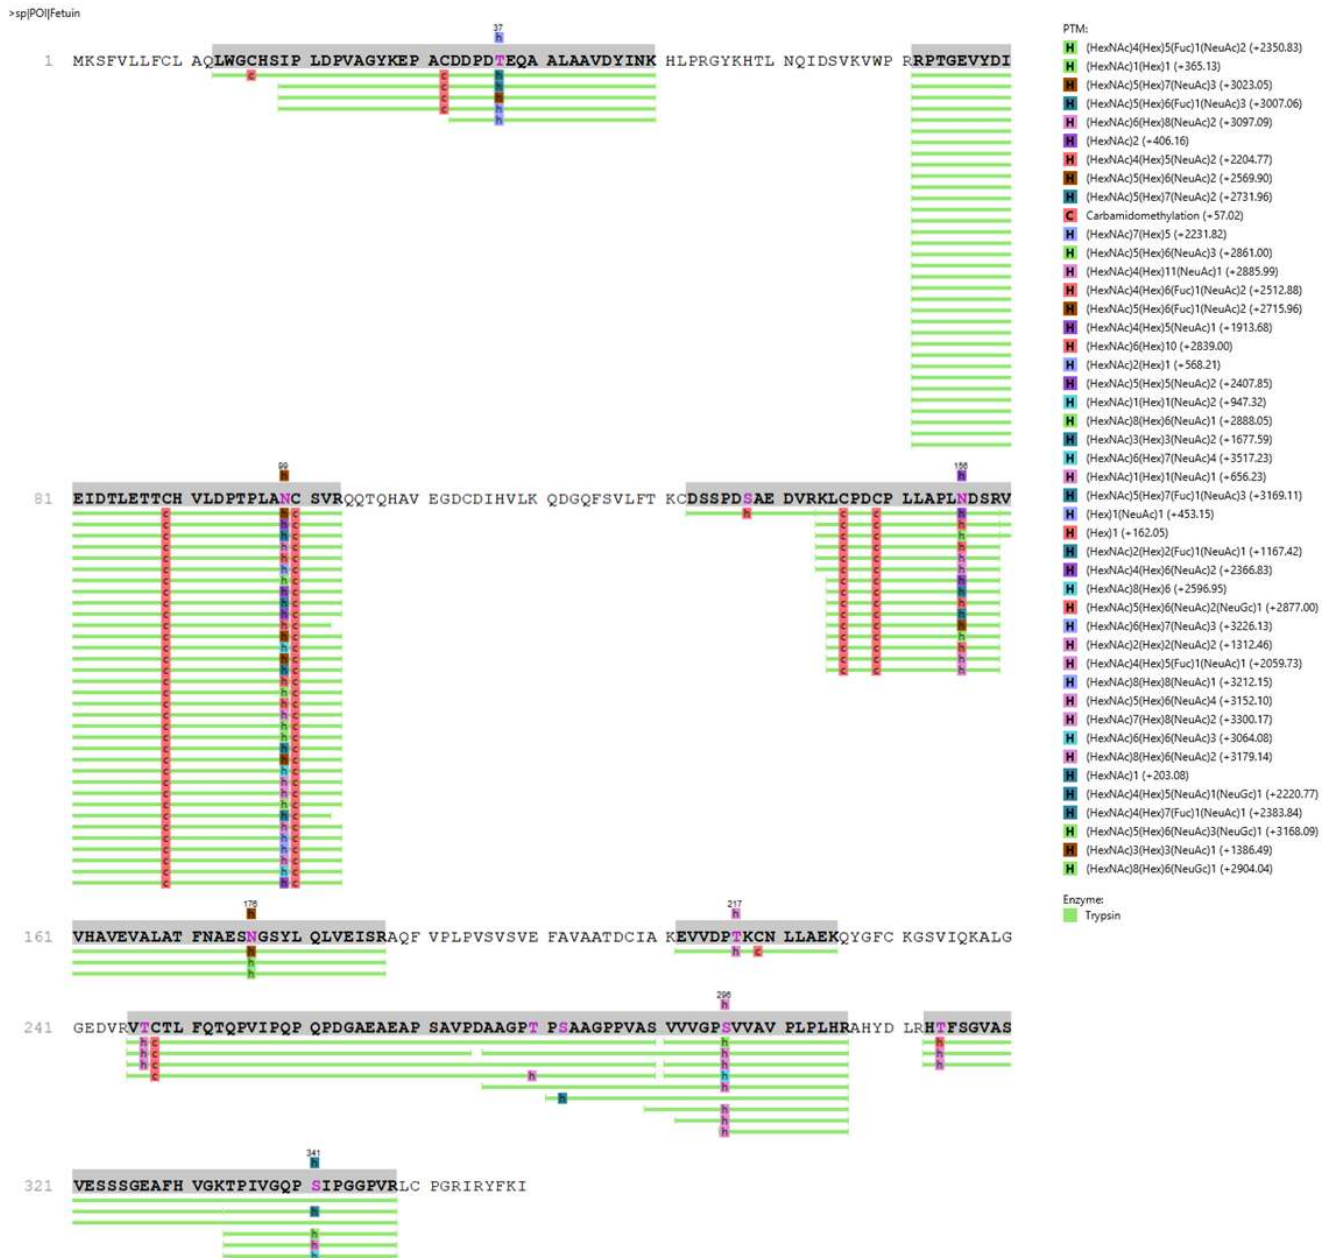 >sp|POI|Fetuin
37
1 MKSFVLLFCL AQLWGCHSIP LDPVAGYKEP ACDDPDTEQA ALAAVDYINK HLPRGYKHTL NQIDSVKVWP RRPTGEVYDI
99 156
81 EIDTLETTCH VLDPTPLANC SVRQQTQHAV EGDCDIHVLK QDGQFSVLFT KCDSSPDSAE DVRKLCPDCP LLAPLNDSRV
176 217
161 VHAVEVALAT FNAESNGSYL QLVEISRAQF VPLPVSVSVE FAVAATDCIA KEVVDPTKCN LLAEKQYGFC KGSVIQKALG
296
241 GEDVRVTCTL FQTQPVIPQP QPDGAEAEAP SAVPDAAGPT PSAAGPPVAS VVVGPSVVAV PLPLHRAHYD LRHTFSGVAS
341
321 VESSSGEAFH VGKTPIVGQP SIPGGPVRLC PGRIRYFKI
PTM:
H (HexNAc)4(Hex)5(Fuc)1(NeuAc)2 (+2350.83)
H (HexNAc)1(Hex)1 (+365.13)
H (HexNAc)5(Hex)7(NeuAc)3 (+3023.05)
H (HexNAc)5(Hex)6(Fuc)1(NeuAc)3 (+3007.06)
H (HexNAc)6(Hex)8(NeuAc)2 (+3097.09)
H (HexNAc)2 (+406.16)
H (HexNAc)4(Hex)5(NeuAc)2 (+2204.77)
H (HexNAc)5(Hex)6(NeuAc)2 (+2569.90)
H (HexNAc)5(Hex)7(NeuAc)2 (+2731.96)
C Carbamidomethylation (+57.02)
H (HexNAc)7(Hex)5 (+2231.82)
H (HexNAc)5(Hex)6(NeuAc)3 (+2861.00)
H (HexNAc)4(Hex)11(NeuAc)1 (+2885.99)
H (HexNAc)4(Hex)6(Fuc)1(NeuAc)2 (+2512.88)
H (HexNAc)5(Hex)6(Fuc)1(NeuAc)2 (+2715.96)
H (HexNAc)4(Hex)5(NeuAc)1 (+1913.68)
H (HexNAc)6(Hex)10 (+2839.00)
H (HexNAc)2(Hex)1 (+568.21)
H (HexNAc)5(Hex)5(NeuAc)2 (+2407.85)
H (HexNAc)1(Hex)1(NeuAc)2 (+947.32)
H (HexNAc)8(Hex)6(NeuAc)1 (+2888.05)
H (HexNAc)3(Hex)3(NeuAc)2 (+1677.59)
H (HexNAc)6(Hex)7(NeuAc)4 (+3517.23)
H (HexNAc)1(Hex)1(NeuAc)1 (+656.23)
H (HexNAc)5(Hex)7(Fuc)1(NeuAc)3 (+3169.11)
H (Hex)1(NeuAc)1 (+453.15)
H (Hex)1 (+162.05)
H (HexNAc)2(Hex)2(Fuc)1(NeuAc)1 (+1167.42)
H (HexNAc)4(Hex)6(NeuAc)2 (+2366.83)
H (HexNAc)8(Hex)6 (+2596.95)
H (HexNAc)5(Hex)6(NeuAc)2(NeuGc)1 (+2877.00)
H (HexNAc)6(Hex)7(NeuAc)3 (+3226.13)
H (HexNAc)2(Hex)2(NeuAc)2 (+1312.46)
H (HexNAc)4(Hex)5(Fuc)1(NeuAc)1 (+2059.73)
H (HexNAc)8(Hex)8(NeuAc)1 (+3212.15)
H (HexNAc)5(Hex)6(NeuAc)4 (+3152.10)
H (HexNAc)7(Hex)8(NeuAc)2 (+3300.17)
H (HexNAc)6(Hex)6(NeuAc)3 (+3064.08)
H (HexNAc)8(Hex)6(NeuAc)2 (+3179.14)
H (HexNAc)1 (+203.08)
H (HexNAc)4(Hex)5(NeuAc)1(NeuGc)1 (+2220.77)
H (HexNAc)4(Hex)7(Fuc)1(NeuAc)1 (+2383.84)
H (HexNAc)5(Hex)6(NeuAc)3(NeuGc)1 (+3168.09)
H (HexNAc)3(Hex)3(NeuAc)1 (+1386.49)
H (HexNAc)8(Hex)6(NeuGc)1 (+2904.04)
Enzyme:
Trypsin